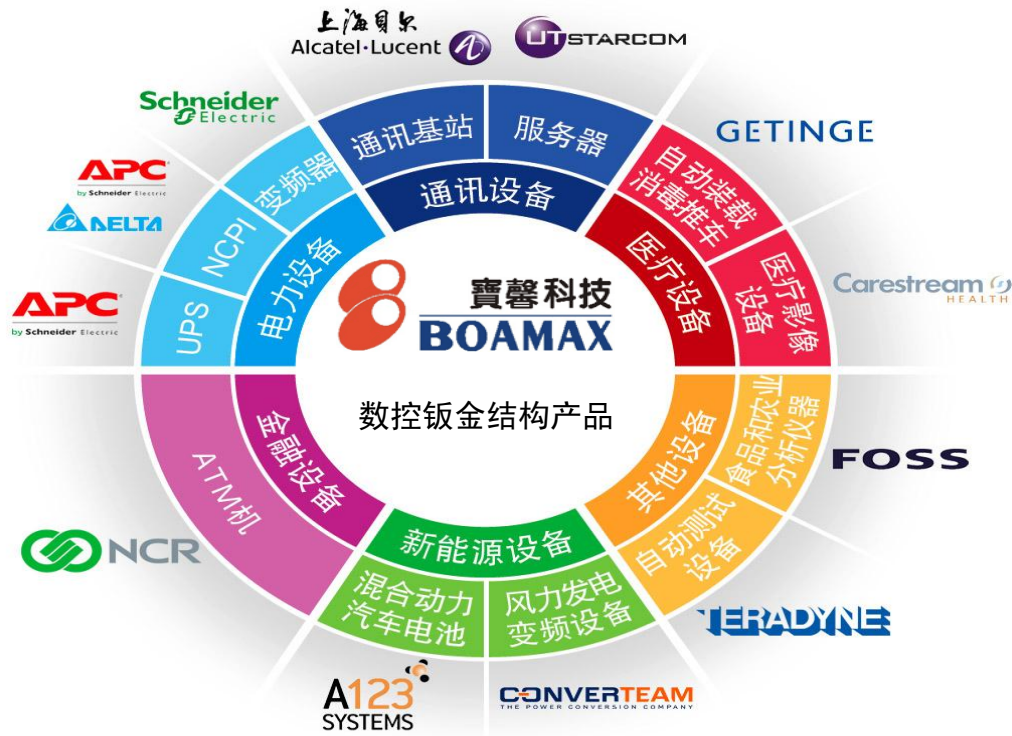 上海贝尔
Alcatel·Lucent
UTSTARCOM
Schneider
Electric
GETINGE
APC
by Schneider Electric
DELTA
APC
by Schneider Electric
Carestream
HEALTH
通讯基站
服务器
通讯设备
自动装载
消毒推车
医疗影像
设备
医疗设备
变频器
NCPI
UPS
电力设备
寶馨科技
BOAMAX
数控钣金结构产品
ATM机
金融设备
其他设备
食品和农业
分析仪器
自动测试
设备
新能源设备
混合动力
汽车电池
风力发电
变频设备
FOSS
NCR
TERADYNE
A123
SYSTEMS
CONVERTEAM
THE POWER CONVERSION COMPANY